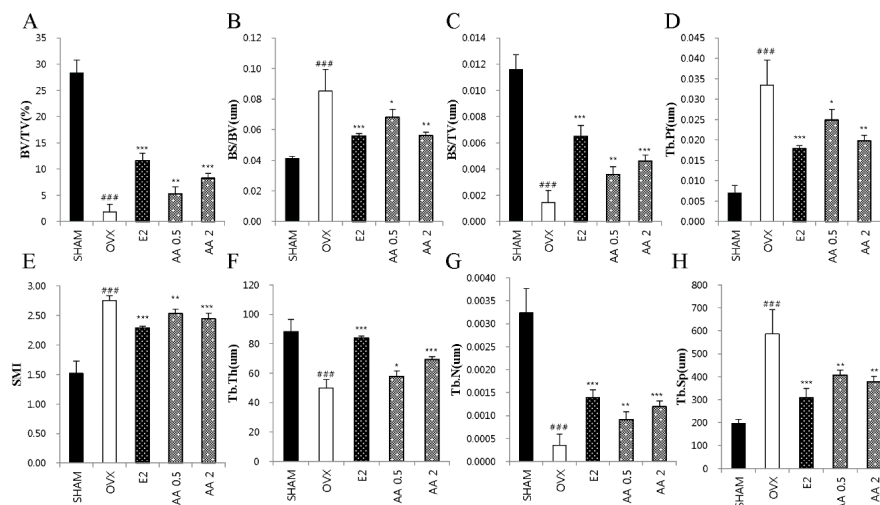 A
BV/TV(%)
35
30
25
20
15
10
5
0
###
***
**
***
SHAM
OVX
E2
AA 0.5
AA 2
B
BS/BV(um)
0.12
0.10
0.08
0.06
0.04
0.02
0.00
###
***
*
**
SHAM
OVX
E2
AA 0.5
AA 2
C
BS/TV(um)
0.014
0.012
0.010
0.008
0.006
0.004
0.002
0.000
###
***
**
***
SHAM
OVX
E2
AA 0.5
AA 2
D
Tb.Pf(um)
0.045
0.040
0.035
0.030
0.025
0.020
0.015
0.010
0.005
0.000
###
***
*
**
SHAM
OVX
E2
AA 0.5
AA 2
E
SMI
3.00
2.50
2.00
1.50
1.00
0.50
0.00
###
***
**
***
SHAM
OVX
E2
AA 0.5
AA 2
F
Tb.Th(um)
120
100
80
60
40
20
0
###
***
*
***
SHAM
OVX
E2
AA 0.5
AA 2
G
Tb.N(um)
0.0040
0.0035
0.0030
0.0025
0.0020
0.0015
0.0010
0.0005
0.0000
###
***
**
***
SHAM
OVX
E2
AA 0.5
AA 2
H
Tb.Sp(um)
800
700
600
500
400
300
200
100
0
###
***
**
**
SHAM
OVX
E2
AA 0.5
AA 2